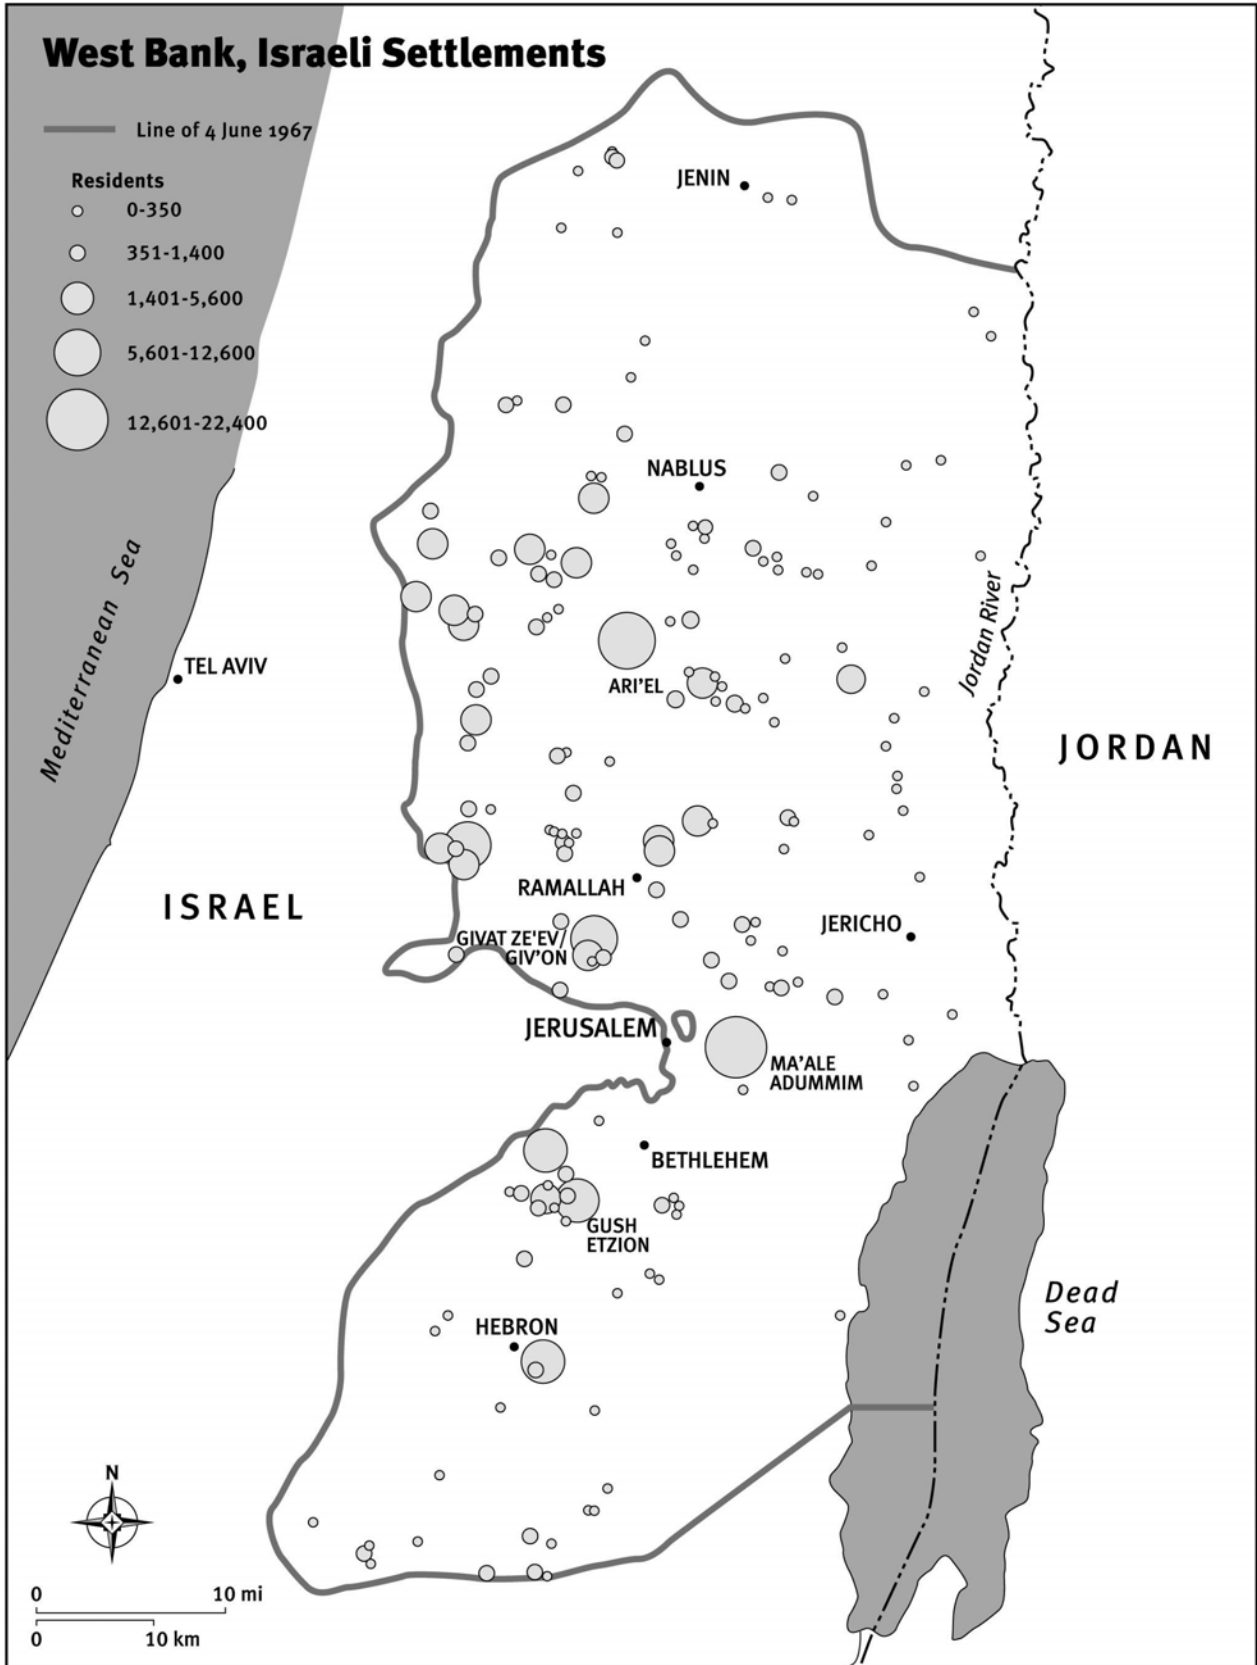 West Bank, Israeli Settlements
Line of 4 June 1967
Residents
0-350
351-1,400
1,401-5,600
5,601-12,600
12,601-22,400
JENIN
NABLUS
Mediterranean Sea
TEL AVIV
ARI'EL
Jordan River
JORDAN
ISRAEL
RAMALLAH
GIVAT ZE'EV/
GIV'ON
JERICHO
JERUSALEM
MA'ALE
ADUMMIM
BETHLEHEM
GUSH
ETZION
HEBRON
Dead
Sea
N
0 10 mi
0 10 km